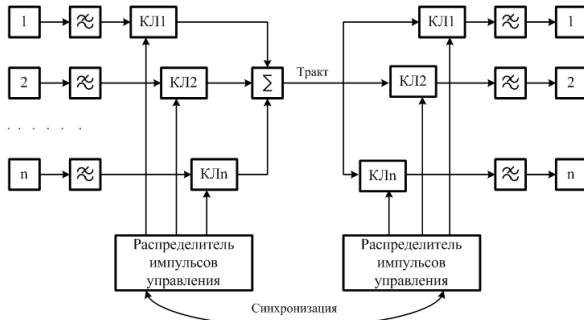 1 КЛ1 КЛ1 1
2 КЛ2 Σ Тракт КЛ2 2
. . . . . .
n КЛn КЛn n
Распределитель
импульсов
управления
Распределитель
импульсов
управления
Синхронизация